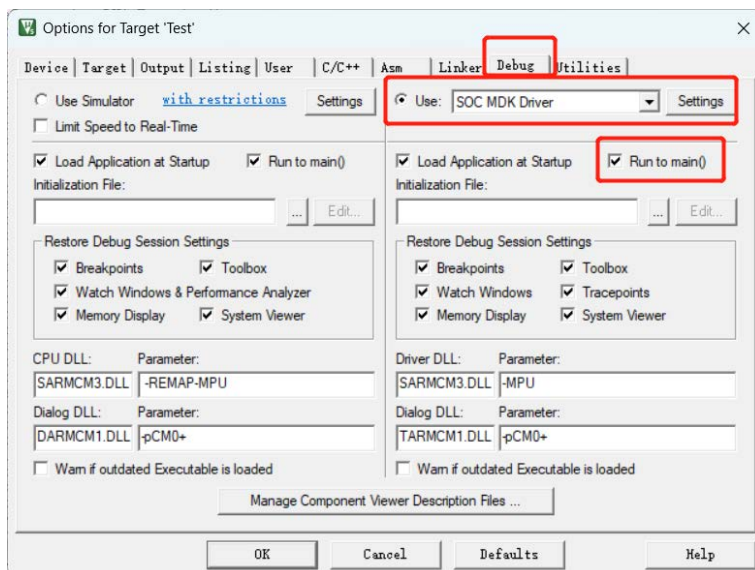 Options for Target 'Test'
Device Target Output Listing User C/C++ Asm Linker Debug Utilities
Use Simulator with restrictions Settings
Limit Speed to Real-Time
Load Application at Startup Run to main()
Initialization File:
... Edit...
Restore Debug Session Settings
Breakpoints Toolbox
Watch Windows & Performance Analyzer
Memory Display System Viewer
CPU DLL: Parameter:
SARMCM3.DLL -REMAP-MPU
Dialog DLL: Parameter:
DARMCM1.DLL -pCM0+
Warn if outdated Executable is loaded
Use: SOC MDK Driver Settings
Load Application at Startup Run to main()
Initialization File:
... Edit...
Restore Debug Session Settings
Breakpoints Toolbox
Watch Windows Tracepoints
Memory Display System Viewer
Driver DLL: Parameter:
SARMCM3.DLL -MPU
Dialog DLL: Parameter:
TARMCM1.DLL -pCM0+
Warn if outdated Executable is loaded
Manage Component Viewer Description Files ...
OK Cancel Defaults Help